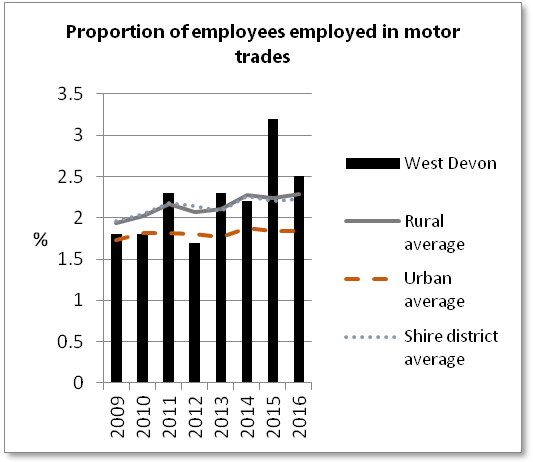 Proportion of employees employed in motor
trades
3.5
3
2.5
2
1.5
1
0.5
0
%
2009
2010
2011
2012
2013
2014
2015
2016
West Devon
Rural
average
Urban
average
Shire district
average